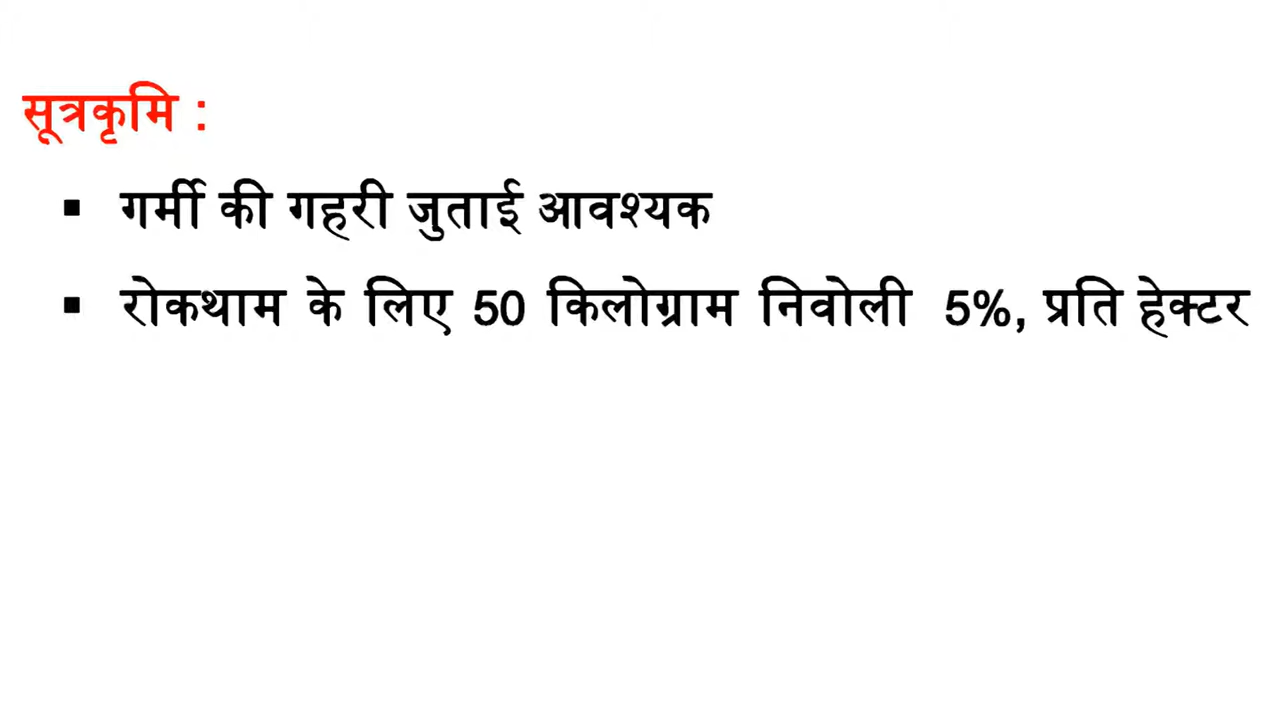 सूत्रकृमि :
▪ गर्मी की गहरी जुताई आवश्यक
▪ रोकथाम के लिए 50 किलोग्राम निवोली 5%, प्रति हेक्टर